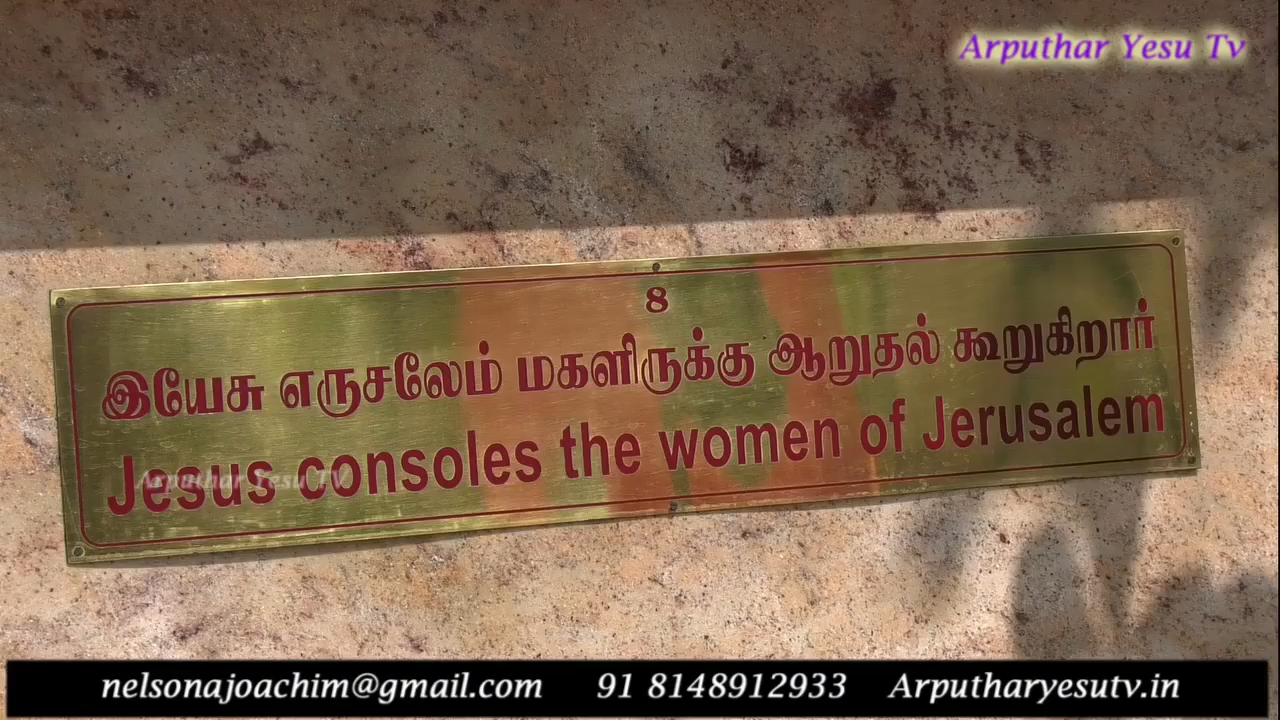 Arputhar Yesu Tv
8
இயேசு எருசலேம் மகளிருக்கு ஆறுதல் கூறுகிறார்
Jesus consoles the women of Jerusalem
Arputhar Yesu TV
nelsonajoachim@gmail.com 91 8148912933 Arputharyesutv.in